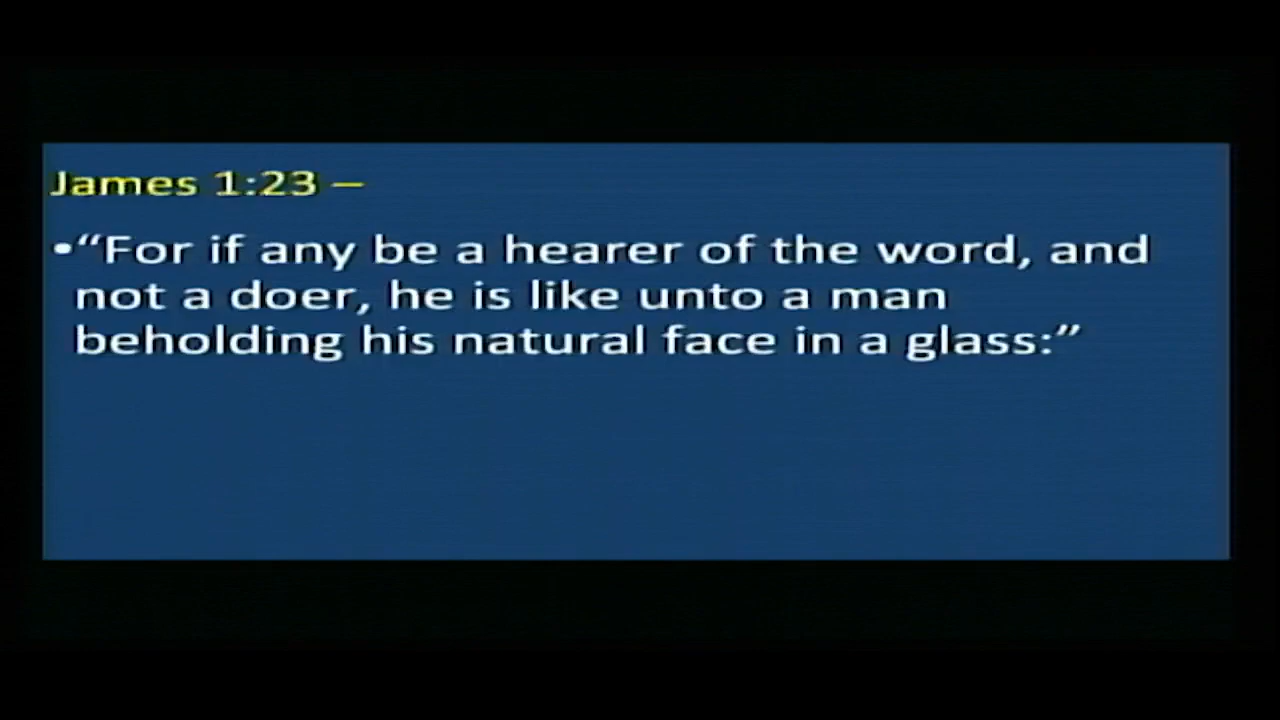 James 1:23 –
•“For if any be a hearer of the word, and
not a doer, he is like unto a man
beholding his natural face in a glass:”